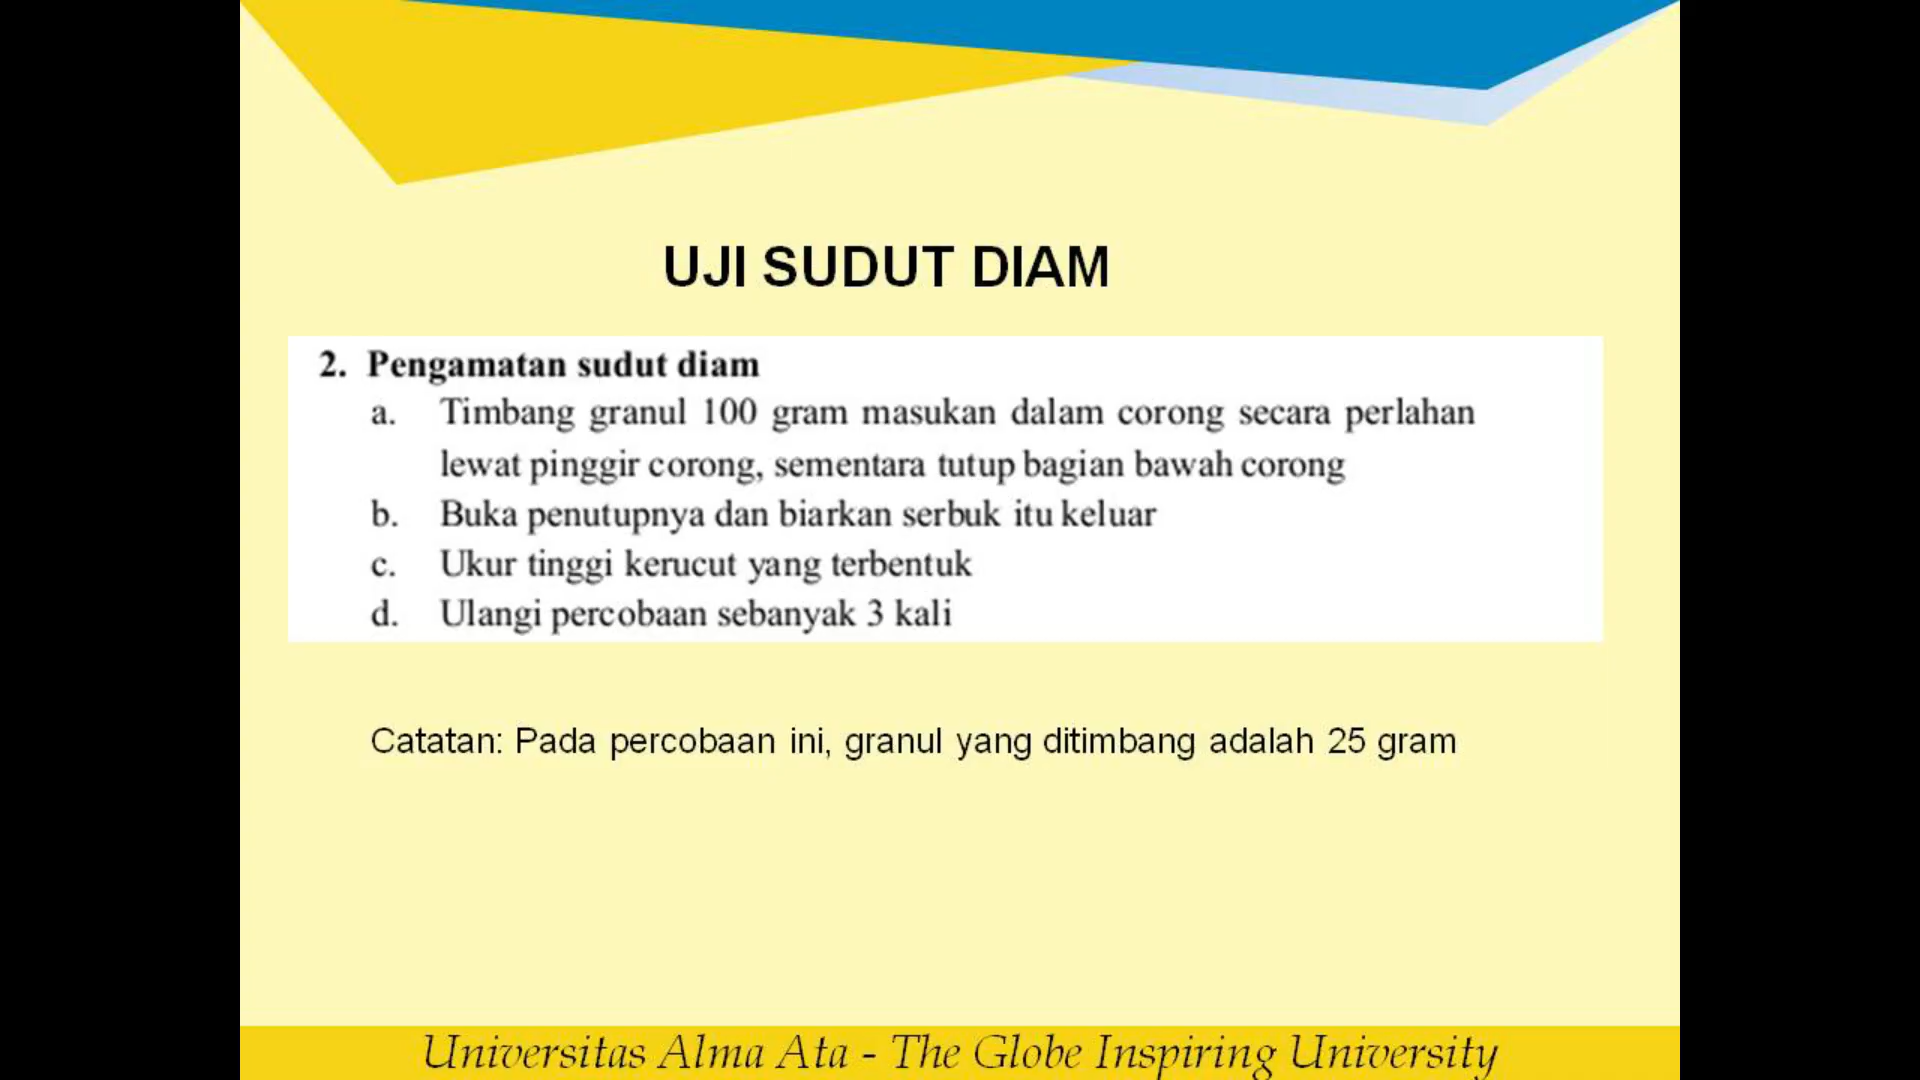 UJI SUDUT DIAM
2. Pengamatan sudut diam
a. Timbang granul 100 gram masukan dalam corong secara perlahan
lewat pinggir corong, sementara tutup bagian bawah corong
b. Buka penutupnya dan biarkan serbuk itu keluar
c. Ukur tinggi kerucut yang terbentuk
d. Ulangi percobaan sebanyak 3 kali
Catatan: Pada percobaan ini, granul yang ditimbang adalah 25 gram
Universitas Alma Ata - The Globe Inspiring University